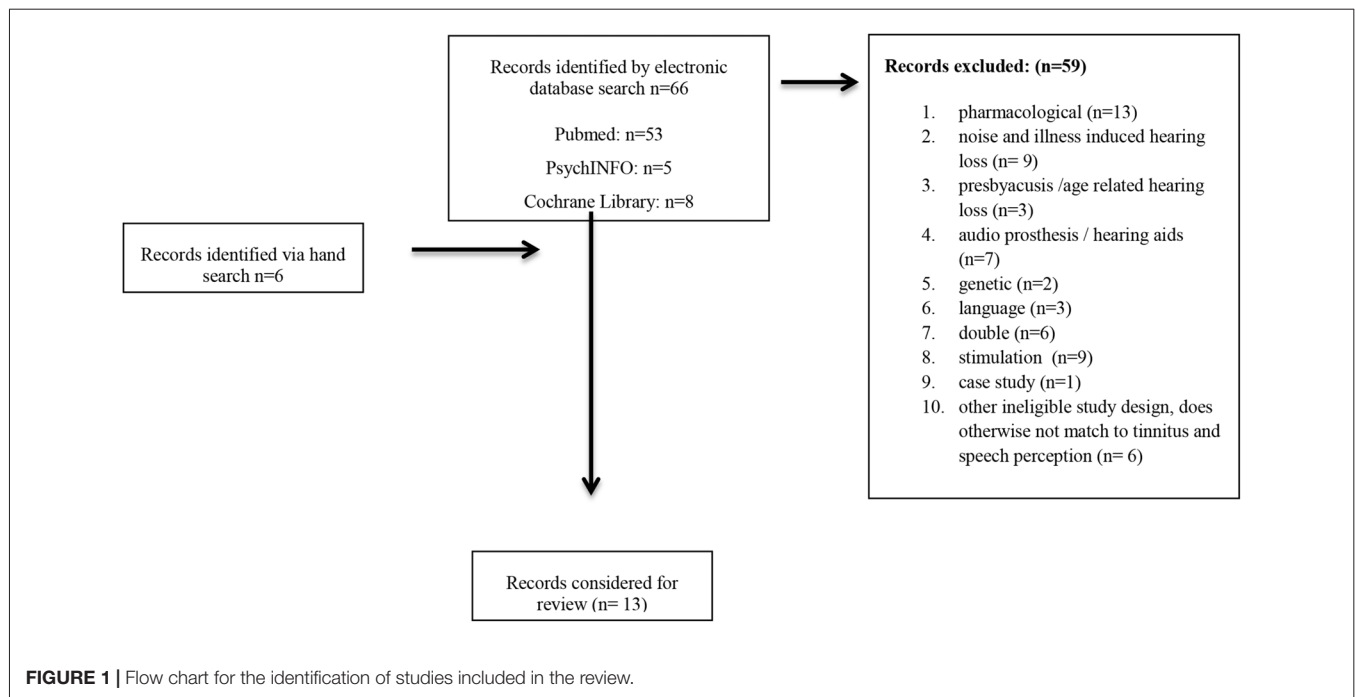 Records identified by electronic
database search n=66
Pubmed: n=53
PsychINFO: n=5
Cochrane Library: n=8
Records identified via hand
search n=6
Records excluded: (n=59)
1. pharmacological (n=13)
2. noise and illness induced hearing
loss (n= 9)
3. presbyacusis /age related hearing
loss (n=3)
4. audio prosthesis / hearing aids
(n=7)
5. genetic (n=2)
6. language (n=3)
7. double (n=6)
8. stimulation (n=9)
9. case study (n=1)
10. other ineligible study design, does
otherwise not match to tinnitus and
speech perception (n= 6)
Records considered for
review (n= 13)
FIGURE 1 | Flow chart for the identification of studies included in the review.